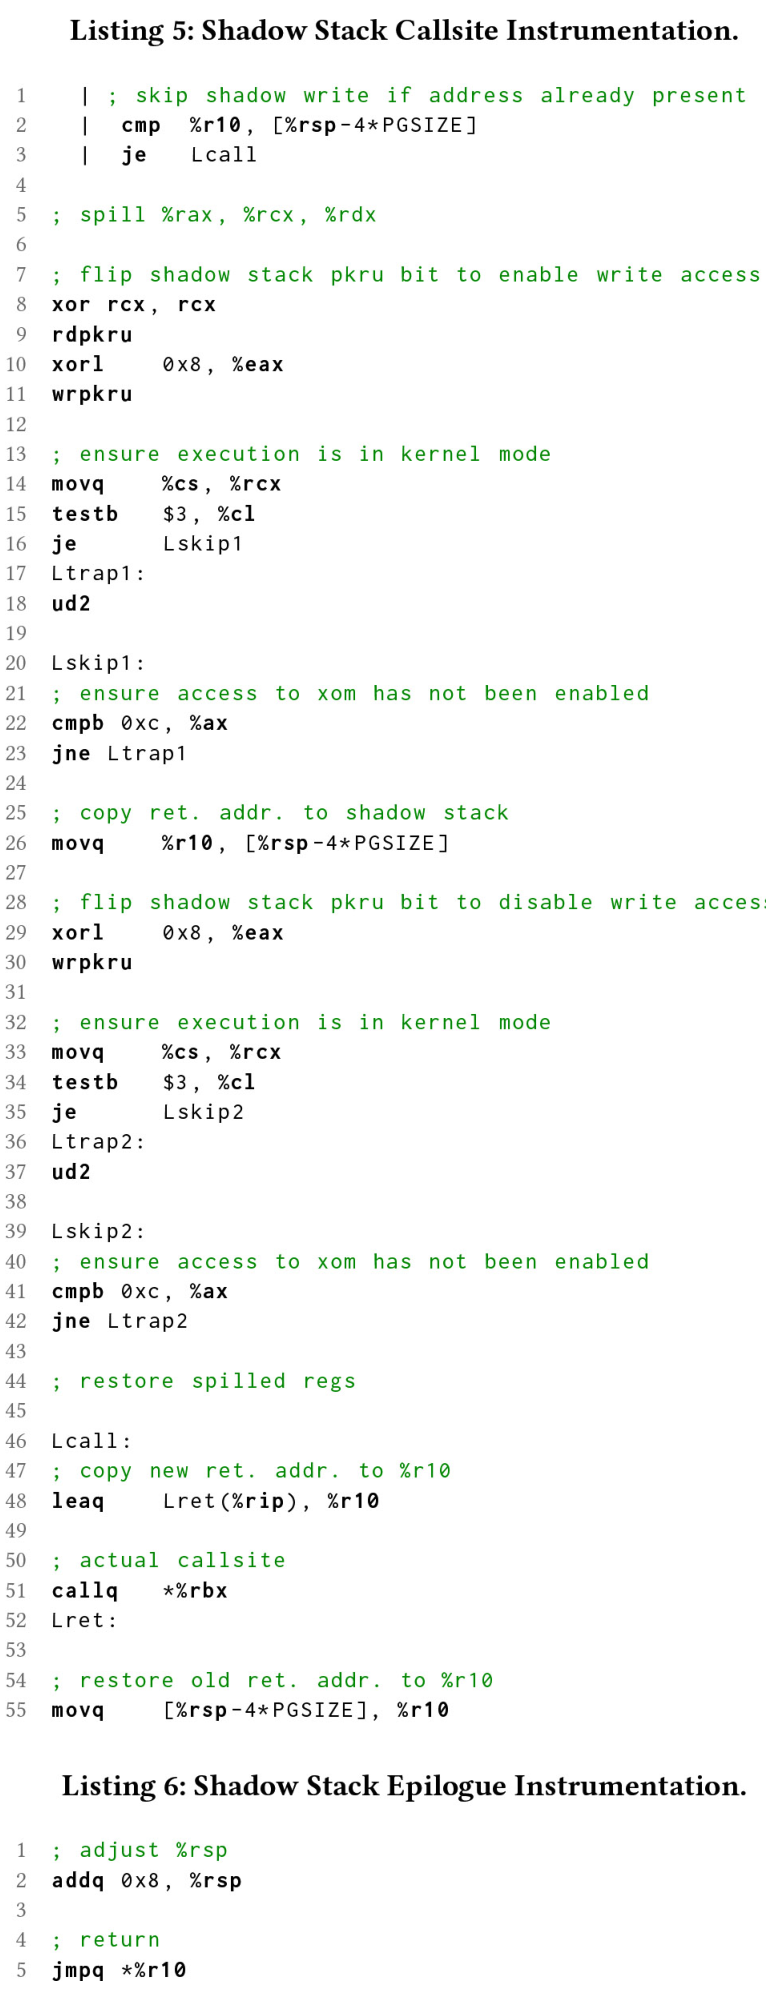 Listing 5: Shadow Stack Callsite Instrumentation.
1 | ; skip shadow write if address already present
2 | cmp %r10, [%rsp-4*PGSIZE]
3 | je Lcall
4
5 ; spill %rax, %rcx, %rdx
6
7 ; flip shadow stack pkru bit to enable write access
8 xor rcx, rcx
9 rdpkru
10 xorl 0x8, %eax
11 wrpkru
12
13 ; ensure execution is in kernel mode
14 movq %cs, %rcx
15 testb $3, %cl
16 je Lskip1
17 Ltrap1:
18 ud2
19
20 Lskip1:
21 ; ensure access to xom has not been enabled
22 cmpb 0xc, %ax
23 jne Ltrap1
24
25 ; copy ret. addr. to shadow stack
26 movq %r10, [%rsp-4*PGSIZE]
27
28 ; flip shadow stack pkru bit to disable write acces
29 xorl 0x8, %eax
30 wrpkru
31
32 ; ensure execution is in kernel mode
33 movq %cs, %rcx
34 testb $3, %cl
35 je Lskip2
36 Ltrap2:
37 ud2
38
39 Lskip2:
40 ; ensure access to xom has not been enabled
41 cmpb 0xc, %ax
42 jne Ltrap2
43
44 ; restore spilled regs
45
46 Lcall:
47 ; copy new ret. addr. to %r10
48 leaq Lret(%rip), %r10
49
50 ; actual callsite
51 callq *%rbx
52 Lret:
53
54 ; restore old ret. addr. to %r10
55 movq [%rsp-4*PGSIZE], %r10
Listing 6: Shadow Stack Epilogue Instrumentation.
1 ; adjust %rsp
2 addq 0x8, %rsp
3
4 ; return
5 jmpq *%r10